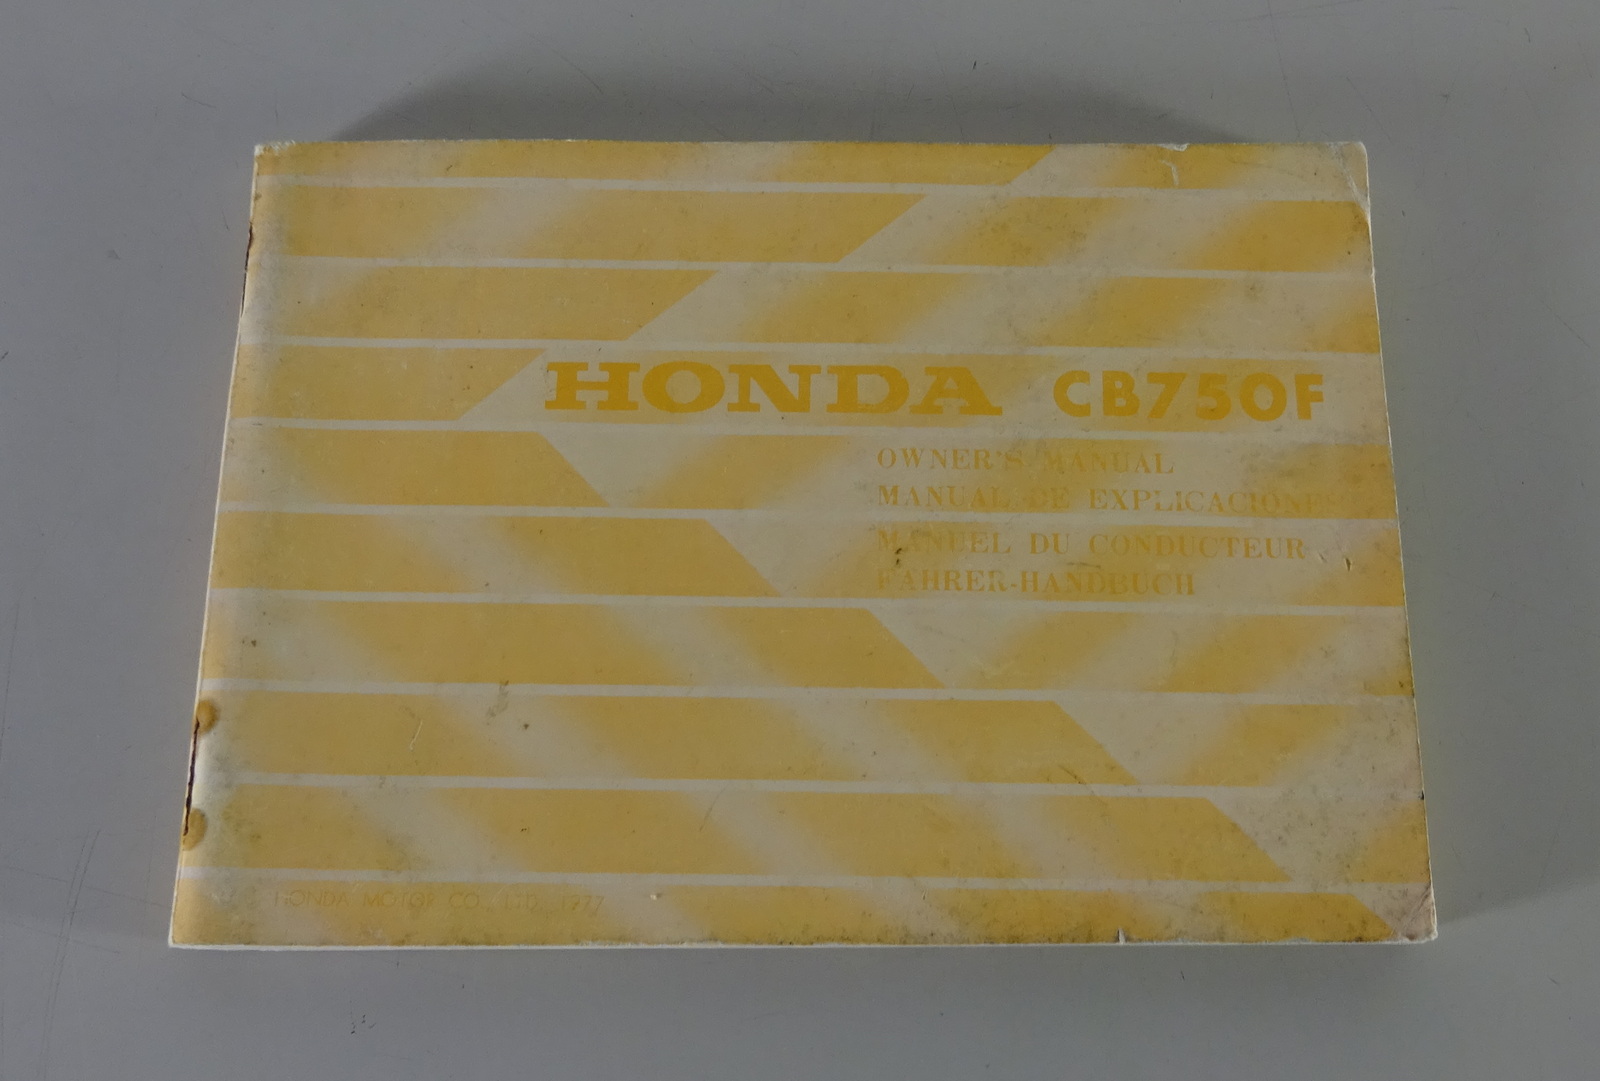 HONDA CB750F
OWNER'S MANUAL
MANUAL DE EXPLICACIONES
MANUEL DU CONDUCTEUR
FAHRER-HANDBUCH
HONDA MOTOR CO., LTD. 1977